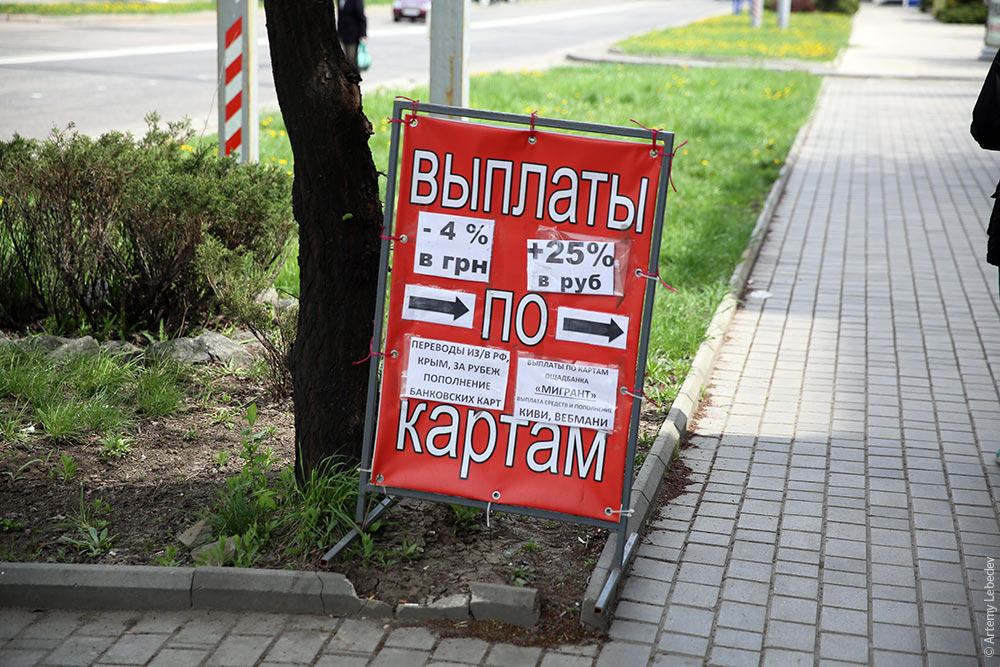 выплаты
- 4 %
в грн
+25%
в руб
по
ПЕРЕВОДЫ ИЗ/В РФ,
КРЫМ, ЗА РУБЕЖ
ПОПОЛНЕНИЕ
БАНКОВСКИХ КАРТ
ВЫПЛАТЫ ПО КАРТАМ
ОЩАДБАНКА
«МИГРАНТ»
ВЫПЛАТА СРЕДСТВ И ПОПОЛНЕНИЕ
КИВИ, ВЕБМАНИ
картам
© Artemy Lebedev